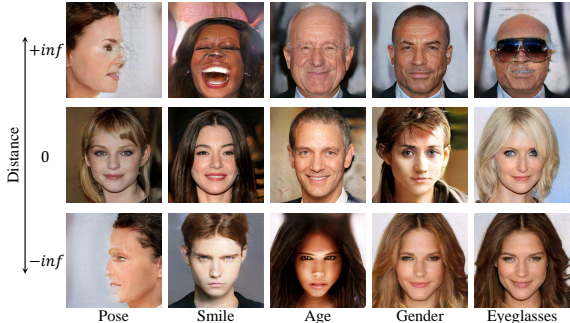 +inf
Distance
0
−inf
Pose Smile Age Gender Eyeglasses